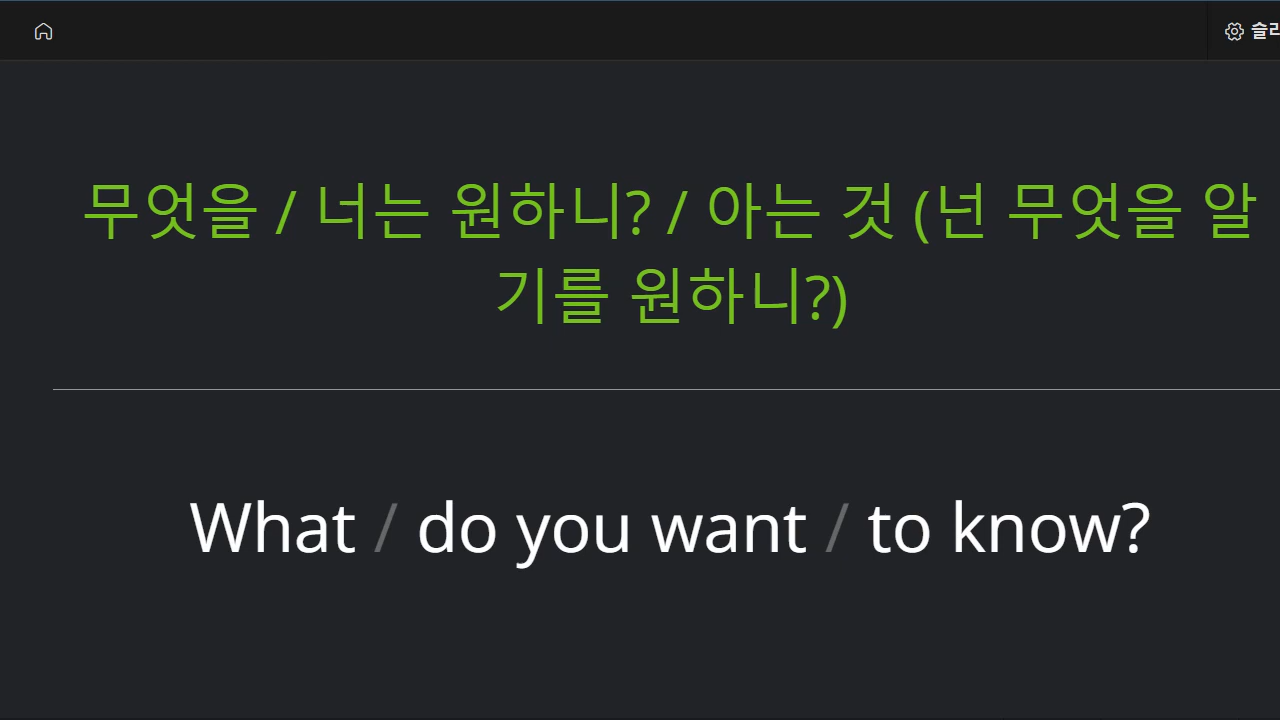 무엇을 / 너는 원하니? / 아는 것 (넌 무엇을 알
기를 원하니?)
What / do you want / to know?